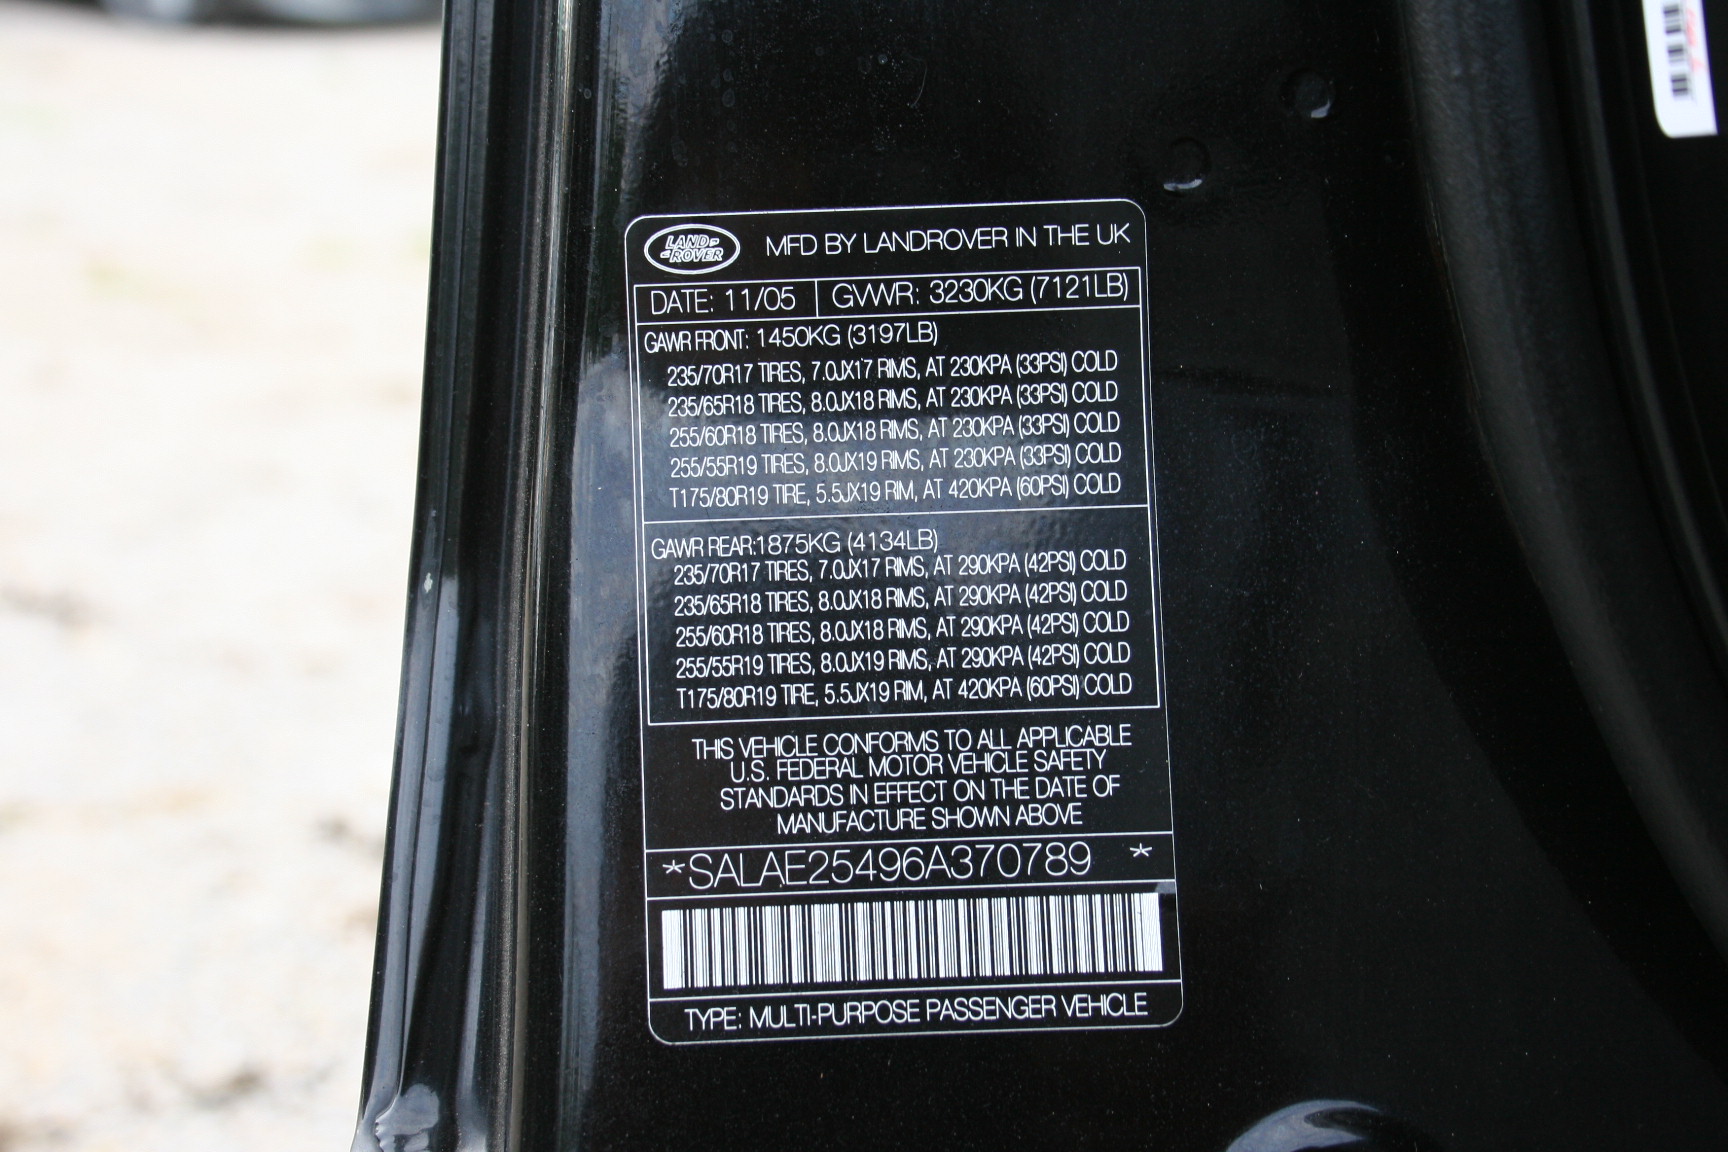 LAND ROVER
MFD BY LANDROVER IN THE UK
DATE: 11/05 GVWR: 3230KG (7121LB)
GAWR FRONT: 1450KG (3197LB)
235/70R17 TIRES, 7.0JX17 RIMS, AT 230KPA (33PSI) COLD
235/65R18 TIRES, 8.0JX18 RIMS, AT 230KPA (33PSI) COLD
255/60R18 TIRES, 8.0JX18 RIMS, AT 230KPA (33PSI) COLD
255/55R19 TIRES, 8.0JX19 RIMS, AT 230KPA (33PSI) COLD
T175/80R19 TIRE, 5.5JX19 RIM, AT 420KPA (60PSI) COLD
GAWR REAR:1875KG (4134LB)
235/70R17 TIRES, 7.0JX17 RIMS, AT 290KPA (42PSI) COLD
235/65R18 TIRES, 8.0JX18 RIMS, AT 290KPA (42PSI) COLD
255/60R18 TIRES, 8.0JX18 RIMS, AT 290KPA (42PSI) COLD
255/55R19 TIRES, 8.0JX19 RIMS, AT 290KPA (42PSI) COLD
T175/80R19 TIRE, 5.5JX19 RIM, AT 420KPA (60PSI) COLD
THIS VEHICLE CONFORMS TO ALL APPLICABLE
U.S. FEDERAL MOTOR VEHICLE SAFETY
STANDARDS IN EFFECT ON THE DATE OF
MANUFACTURE SHOWN ABOVE
*SALAE25496A370789 *
TYPE: MULTI-PURPOSE PASSENGER VEHICLE